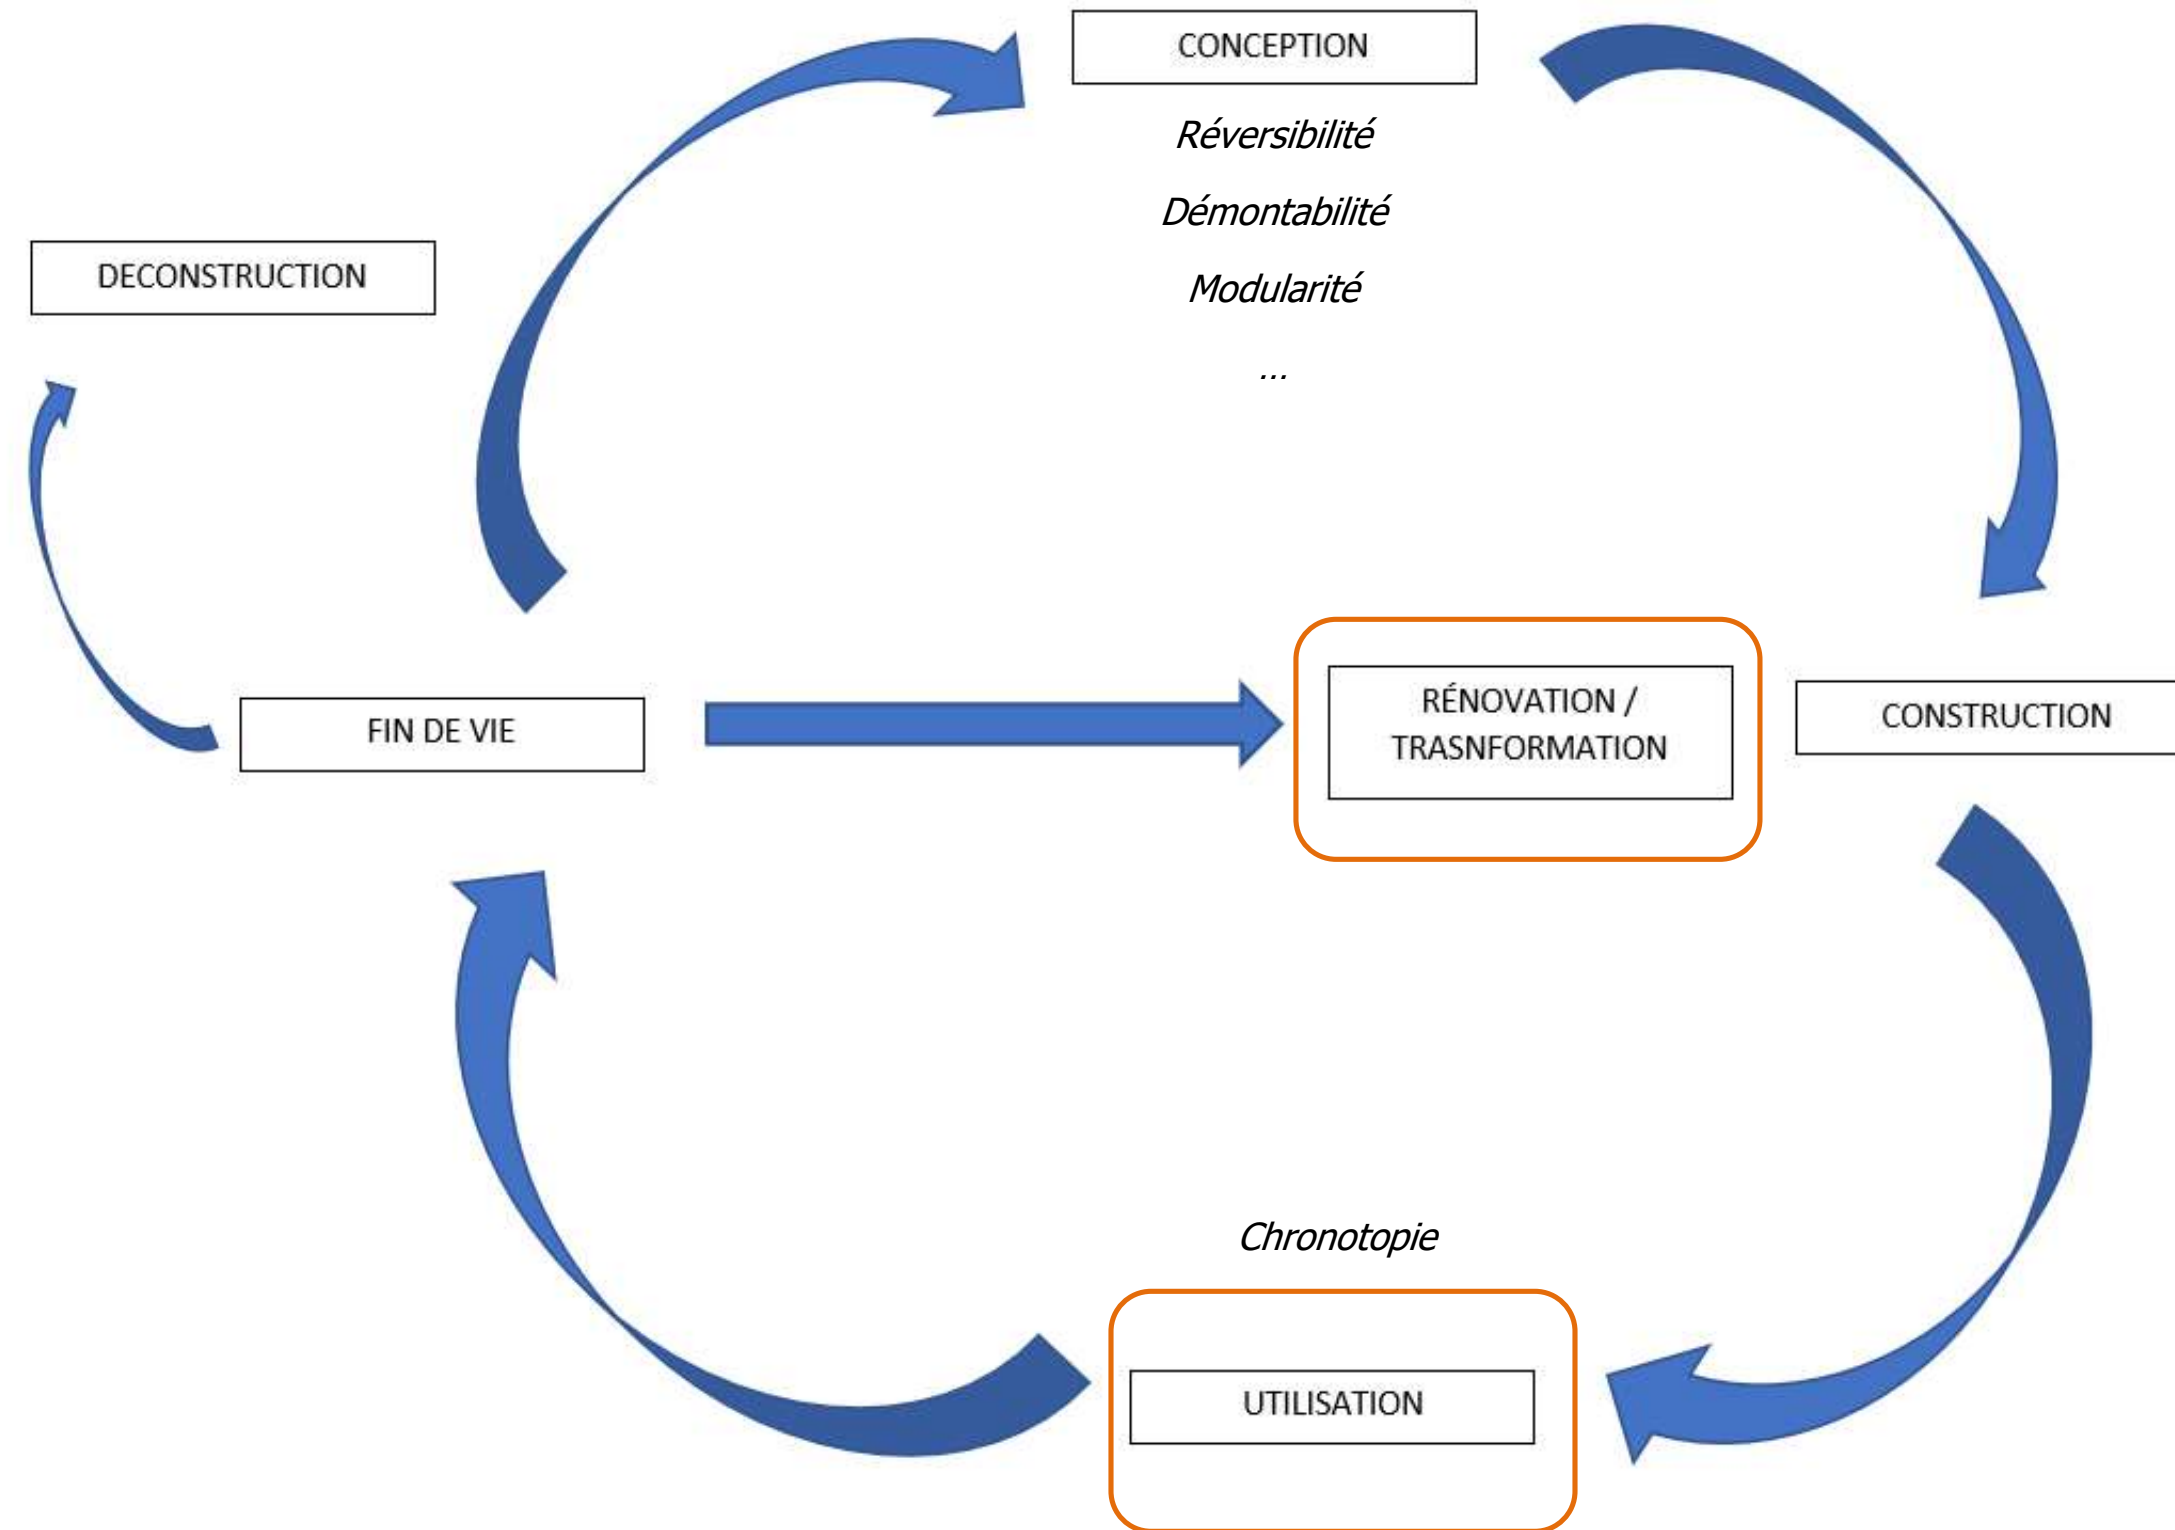 CONCEPTION
Réversibilité
Démontabilité
Modularité
...
DECONSTRUCTION
FIN DE VIE
RÉNOVATION /
TRASNFORMATION
CONSTRUCTION
Chronotopie
UTILISATION